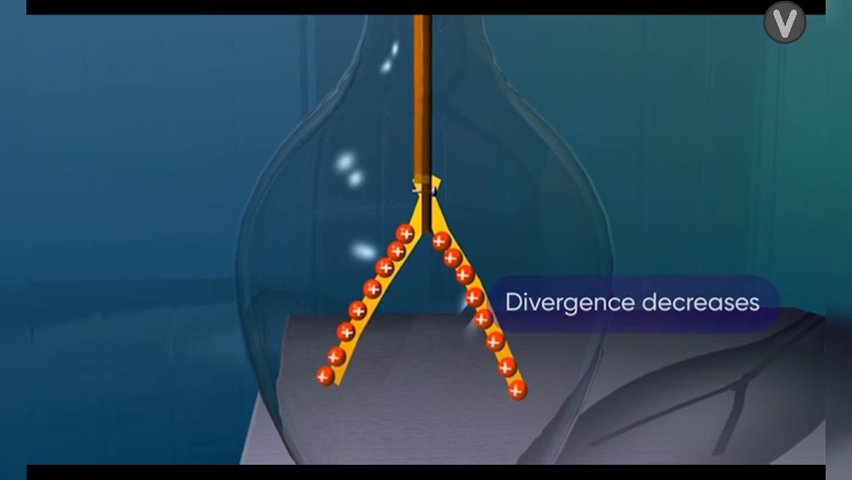 V
Divergence decreases
+ + + + + + + +
+ + + + + + + +